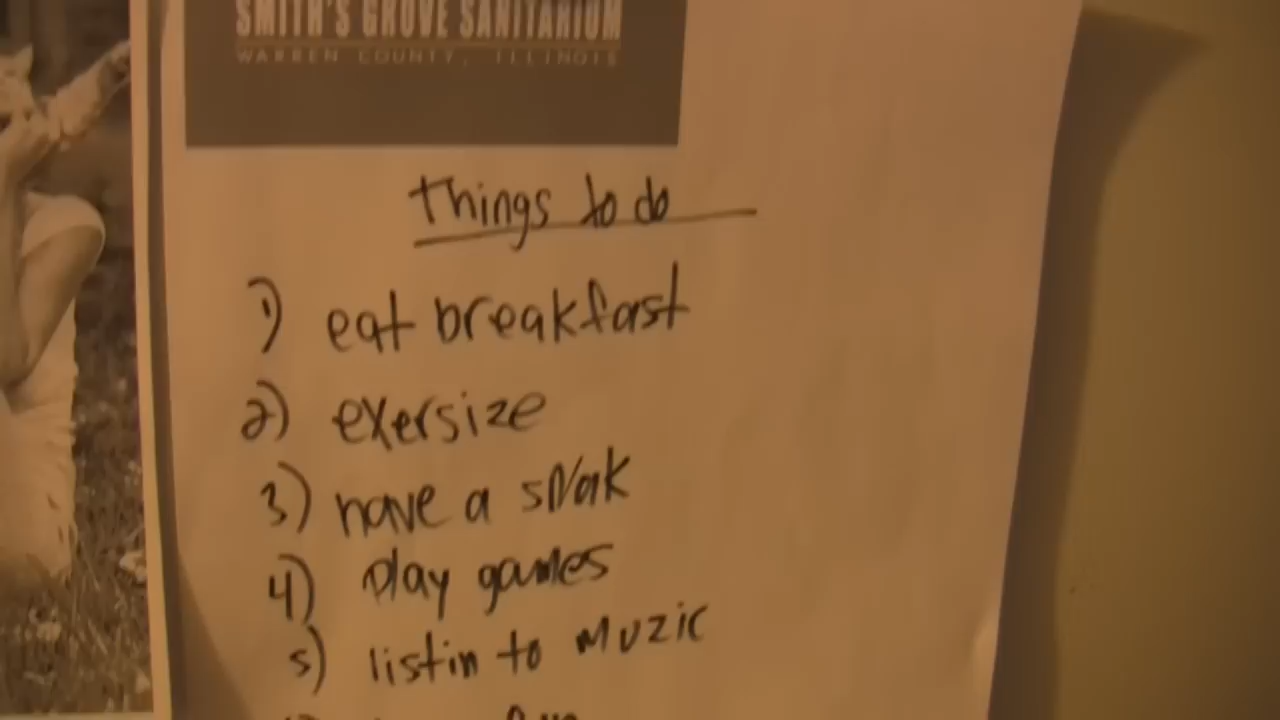 SMITH'S GROVE SANITARIUM
WARREN COUNTY, ILLINOIS
things to do
1) eat breakfast
2) exersize
3) have a snak
4) play games
5) listin to muzic